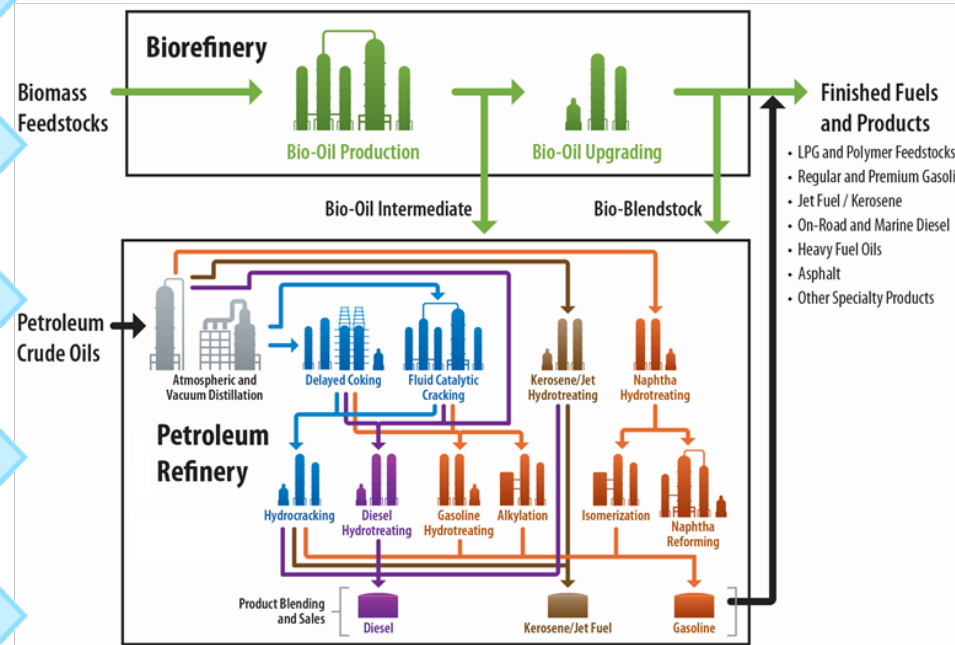 Biorefinery
Biomass
Feedstocks
Bio-Oil Production
Bio-Oil Upgrading
Finished Fuels
and Products
• LPG and Polymer Feedstocks
• Regular and Premium Gasoli
• Jet Fuel / Kerosene
• On-Road and Marine Diesel
• Heavy Fuel Oils
• Asphalt
• Other Specialty Products
Bio-Oil Intermediate
Bio-Blendstock
Petroleum
Crude Oils
Atmospheric and
Vacuum Distillation
Delayed Coking
Fluid Catalytic
Cracking
Kerosene/Jet
Hydrotreating
Naphtha
Hydrotreating
Petroleum
Refinery
Hydrocracking
Diesel
Hydrotreating
Gasoline
Hydrotreating
Alkylation
Isomerization
Naphtha
Reforming
Product Blending
and Sales
Diesel
Kerosene/Jet Fuel
Gasoline